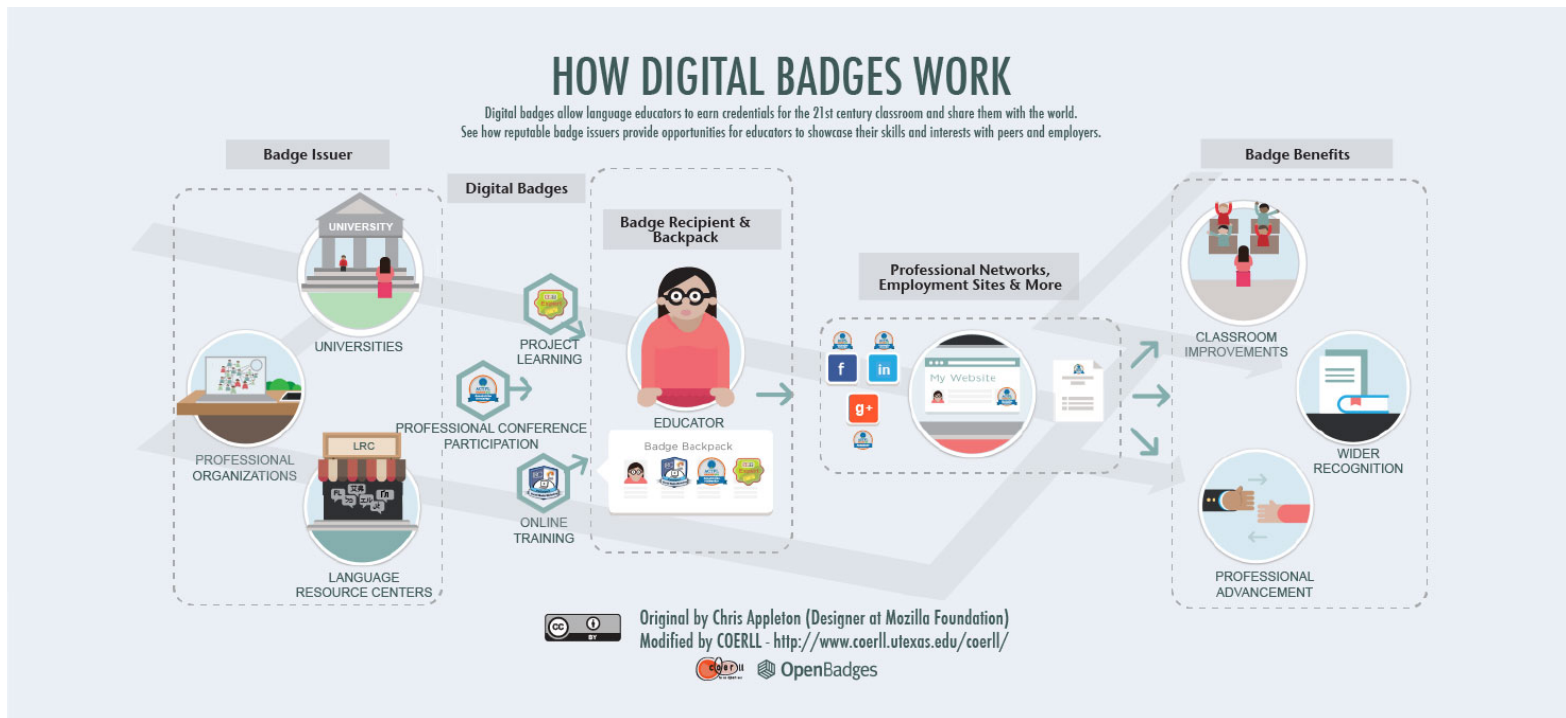 HOW DIGITAL BADGES WORK
Digital badges allow language educators to earn credentials for the 21st century classroom and share them with the world.
See how reputable badge issuers provide opportunities for educators to showcase their skills and interests with peers and employers.
Badge Issuer
UNIVERSITY
UNIVERSITIES
PROFESSIONAL
ORGANIZATIONS
LRC
LANGUAGE
RESOURCE CENTERS
Digital Badges
PROJECT
LEARNING
PROFESSIONAL CONFERENCE
PARTICIPATION
ONLINE
TRAINING
Badge Recipient &
Backpack
EDUCATOR
Badge Backpack
Professional Networks,
Employment Sites & More
f
in
g+
My Website
Badge Benefits
CLASSROOM
IMPROVEMENTS
WIDER
RECOGNITION
PROFESSIONAL
ADVANCEMENT
cc
BY
Original by Chris Appleton (Designer at Mozilla Foundation)
Modified by COERLL - http://www.coerll.utexas.edu/coerll/
coerll
OpenBadges